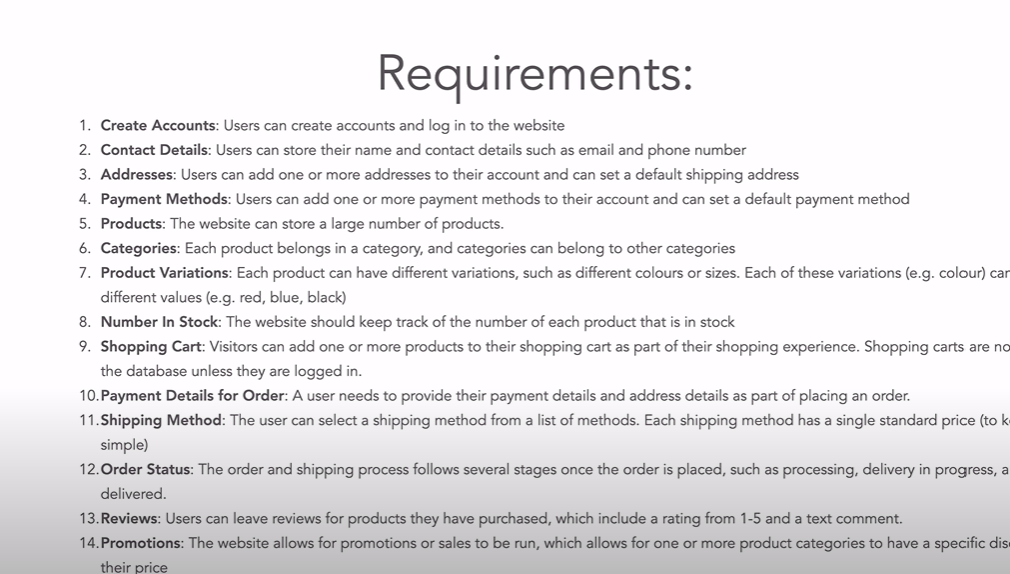 Requirements:
1. Create Accounts: Users can create accounts and log in to the website
2. Contact Details: Users can store their name and contact details such as email and phone number
3. Addresses: Users can add one or more addresses to their account and can set a default shipping address
4. Payment Methods: Users can add one or more payment methods to their account and can set a default payment method
5. Products: The website can store a large number of products.
6. Categories: Each product belongs in a category, and categories can belong to other categories
7. Product Variations: Each product can have different variations, such as different colours or sizes. Each of these variations (e.g. colour) can
different values (e.g. red, blue, black)
8. Number In Stock: The website should keep track of the number of each product that is in stock
9. Shopping Cart: Visitors can add one or more products to their shopping cart as part of their shopping experience. Shopping carts are
the database unless they are logged in.
10. Payment Details for Order: A user needs to provide their payment details and address details as part of placing an order.
11. Shipping Method: The user can select a shipping method from a list of methods. Each shipping method has a single standard price (to
simple)
12. Order Status: The order and shipping process follows several stages once the order is placed, such as processing, delivery in progress,
delivered.
13. Reviews: Users can leave reviews for products they have purchased, which include a rating from 1-5 and a text comment.
14. Promotions: The website allows for promotions or sales to be run, which allows for one or more product categories to have a specific
their price